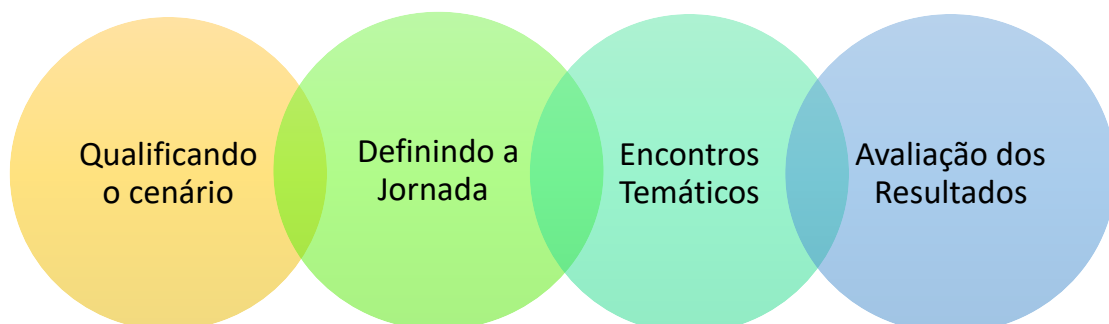 Qualificando
o cenário
Definindo a
Jornada
Encontros
Temáticos
Avaliação dos
Resultados